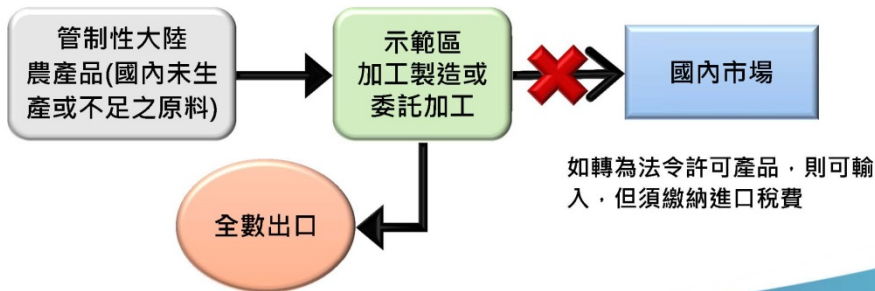 管制性大陸
農產品(國內未生
產或不足之原料)
示範區
加工製造或
委託加工
國內市場
如轉為法令許可產品，則可輸
入，但須繳納進口稅費
全數出口